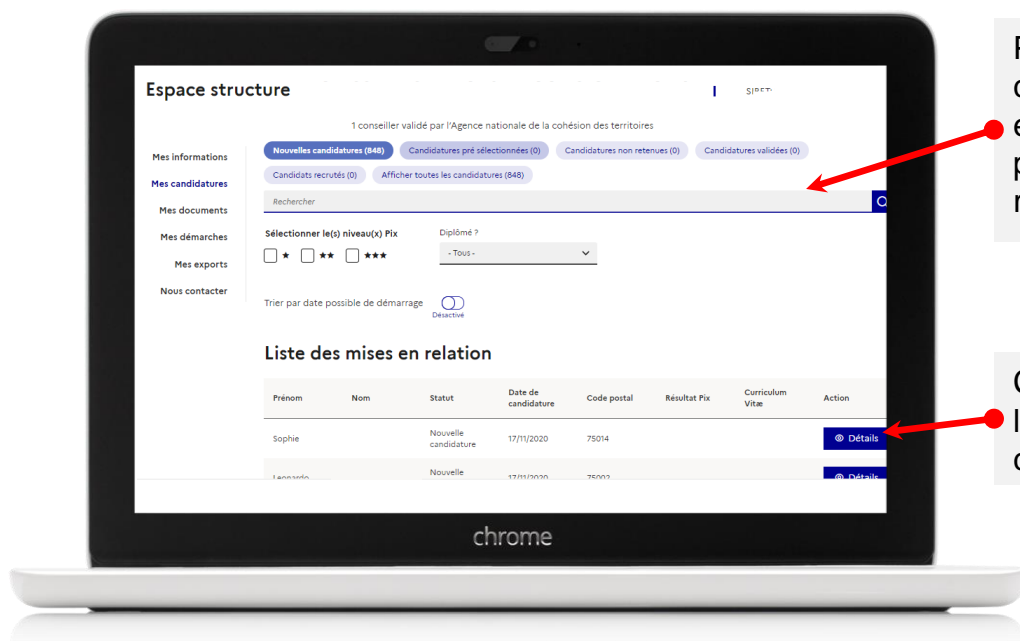 Espace structure
SIRET:
1 conseiller validé par l'Agence nationale de la cohésion des territoires
Mes informations
Mes candidatures
Mes documents
Mes démarches
Mes exports
Nous contacter
Nouvelles candidatures (848) Candidatures pré sélectionnées (0) Candidatures non retenues (0) Candidatures validées (0)
Candidats recrutés (0) Afficher toutes les candidatures (848)
Rechercher
Sélectionner le(s) niveau(x) Pix Diplômé ?
★ ★★ ★★★ - Tous -
Trier par date possible de démarrage
Désactivé
Liste des mises en relation
Prénom Nom Statut Date de candidature Code postal Résultat Pix Curriculum Vitæ Action
Sophie Nouvelle candidature 17/11/2020 75014 Détails
Leonardo Nouvelle 17/11/2020 75002 Détails
chrome